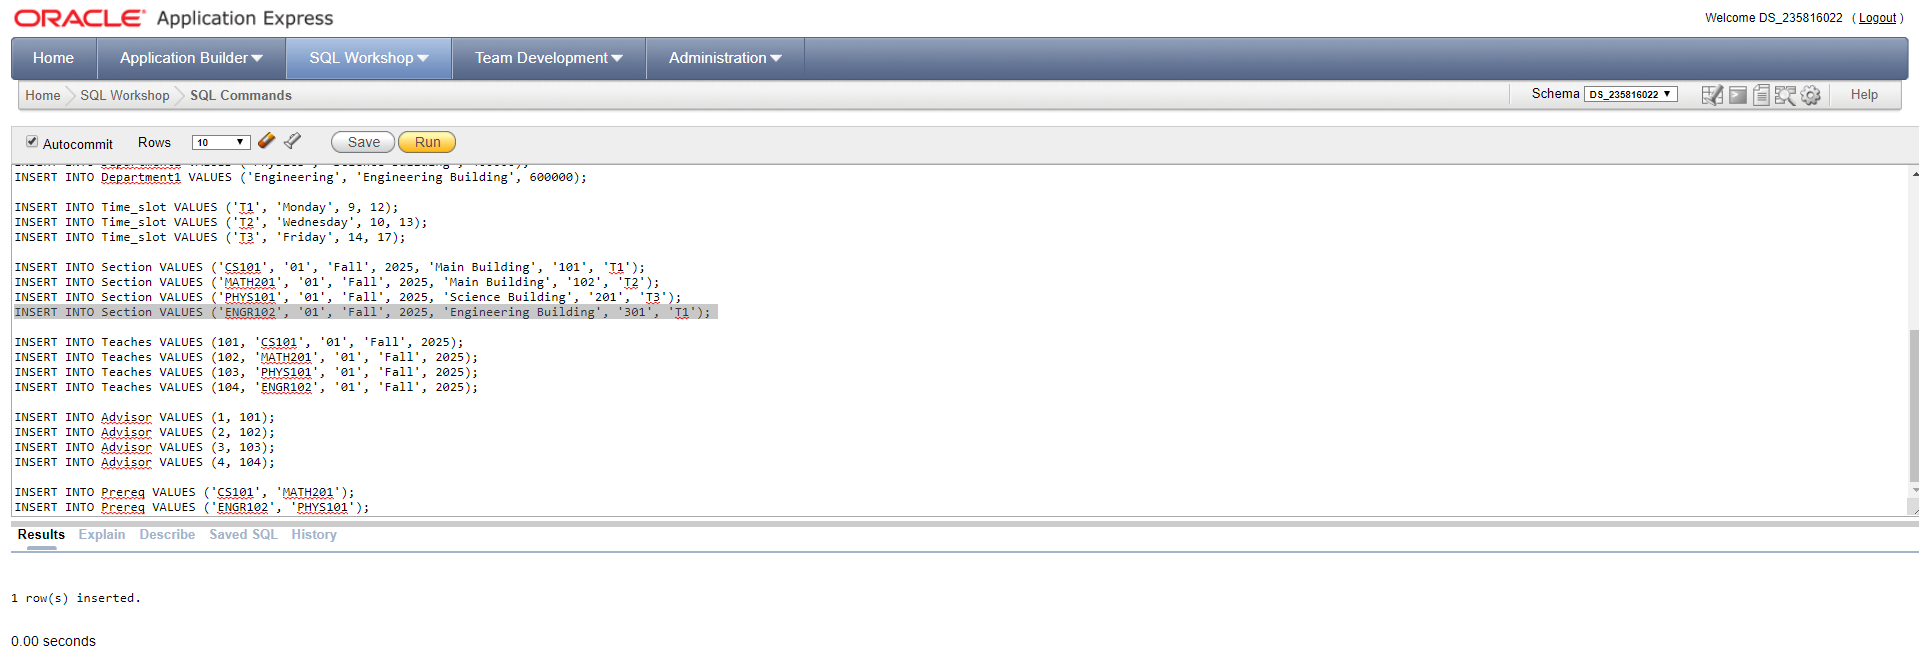 ORACLE Application Express
Welcome DS_235816022 ( Logout )
Home Application Builder SQL Workshop Team Development Administration
Home SQL Workshop SQL Commands Schema DS_235816022 Help
Autocommit Rows 10 Save Run
INSERT INTO Department1 VALUES ('Engineering', 'Engineering Building', 600000);
INSERT INTO Time_slot VALUES ('T1', 'Monday', 9, 12);
INSERT INTO Time_slot VALUES ('T2', 'Wednesday', 10, 13);
INSERT INTO Time_slot VALUES ('T3', 'Friday', 14, 17);
INSERT INTO Section VALUES ('CS101', '01', 'Fall', 2025, 'Main Building', '101', 'T1');
INSERT INTO Section VALUES ('MATH201', '01', 'Fall', 2025, 'Main Building', '102', 'T2');
INSERT INTO Section VALUES ('PHYS101', '01', 'Fall', 2025, 'Science Building', '201', 'T3');
INSERT INTO Section VALUES ('ENGR102', '01', 'Fall', 2025, 'Engineering Building', '301', 'T1');
INSERT INTO Teaches VALUES (101, 'CS101', '01', 'Fall', 2025);
INSERT INTO Teaches VALUES (102, 'MATH201', '01', 'Fall', 2025);
INSERT INTO Teaches VALUES (103, 'PHYS101', '01', 'Fall', 2025);
INSERT INTO Teaches VALUES (104, 'ENGR102', '01', 'Fall', 2025);
INSERT INTO Advisor VALUES (1, 101);
INSERT INTO Advisor VALUES (2, 102);
INSERT INTO Advisor VALUES (3, 103);
INSERT INTO Advisor VALUES (4, 104);
INSERT INTO Prereq VALUES ('CS101', 'MATH201');
INSERT INTO Prereq VALUES ('ENGR102', 'PHYS101');
Results Explain Describe Saved SQL History
1 row(s) inserted.
0.00 seconds